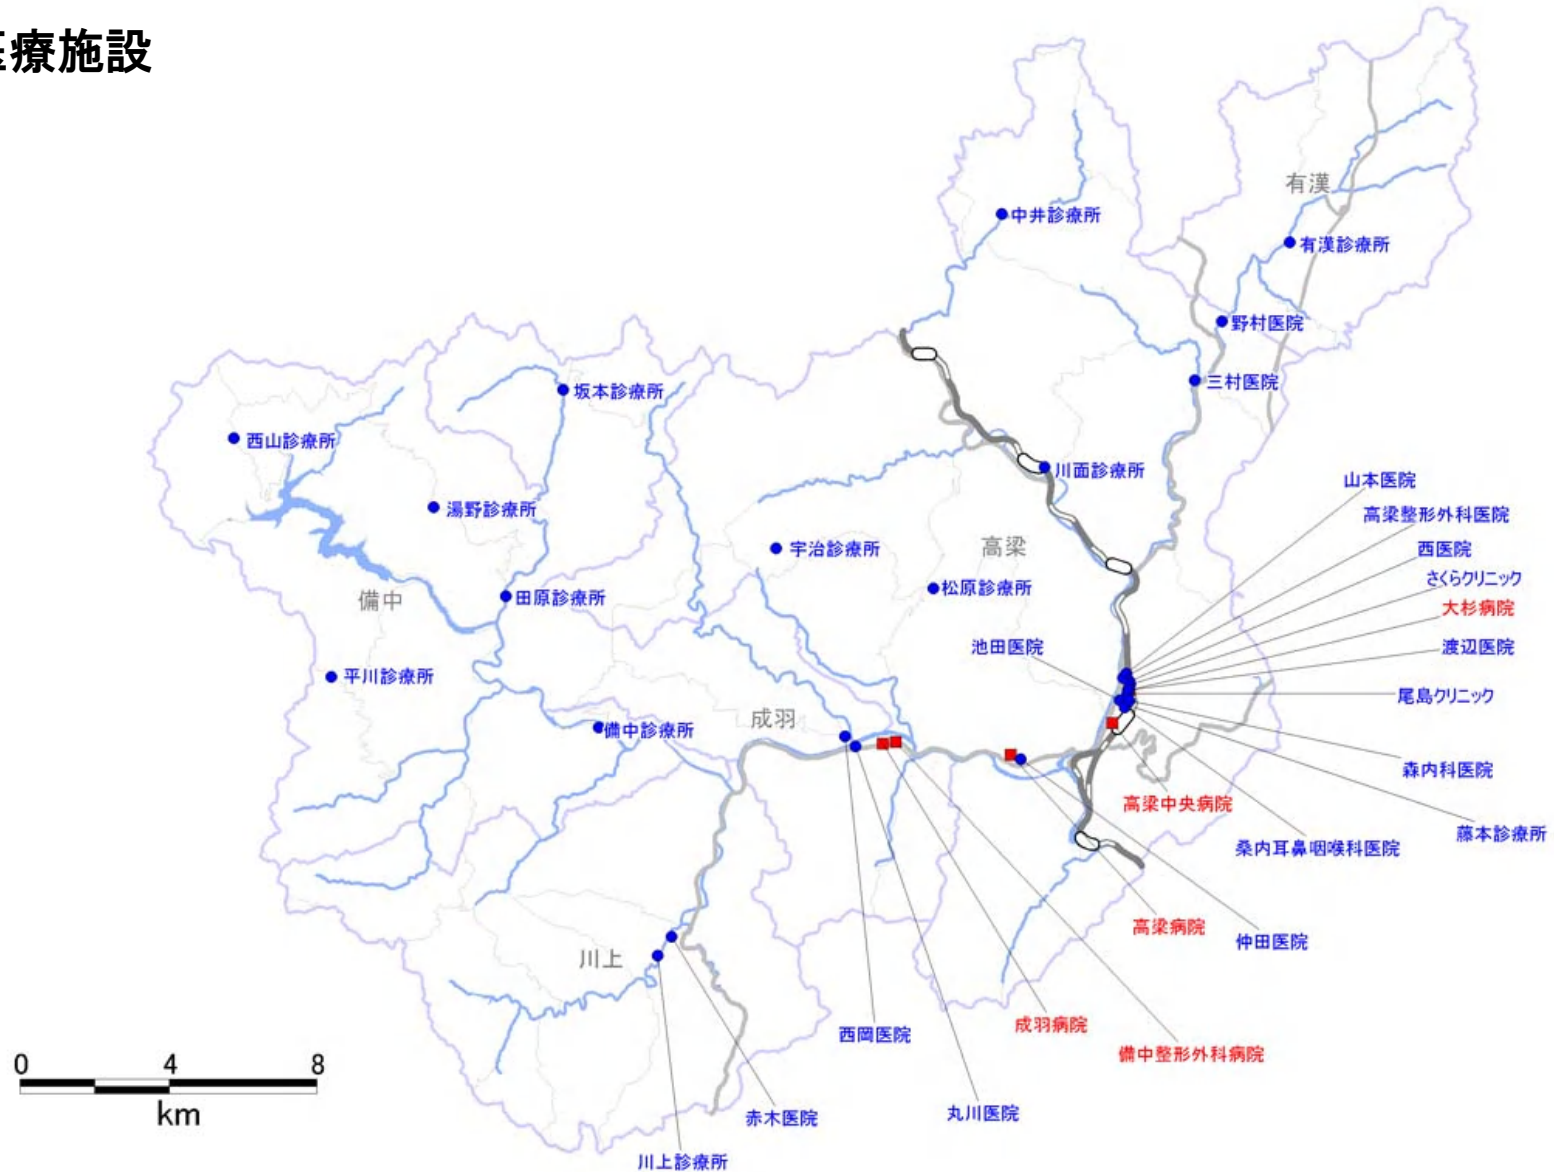 療施設
有漢
中井診療所
有漢診療所
野村医院
三村医院
坂本診療所
西山診療所
川面診療所
山本医院
湯野診療所
高梁整形外科医院
宇治診療所
高梁
西医院
さくらクリニック
松原診療所
田原診療所
備中
大杉病院
池田医院
渡辺医院
平川診療所
尾島クリニック
成羽
備中診療所
森内科医院
高梁中央病院
藤本診療所
桑内耳鼻咽喉科医院
高梁病院
仲田医院
川上
成羽病院
西岡医院
備中整形外科病院
0 4 8
km
丸川医院
赤木医院
川上診療所